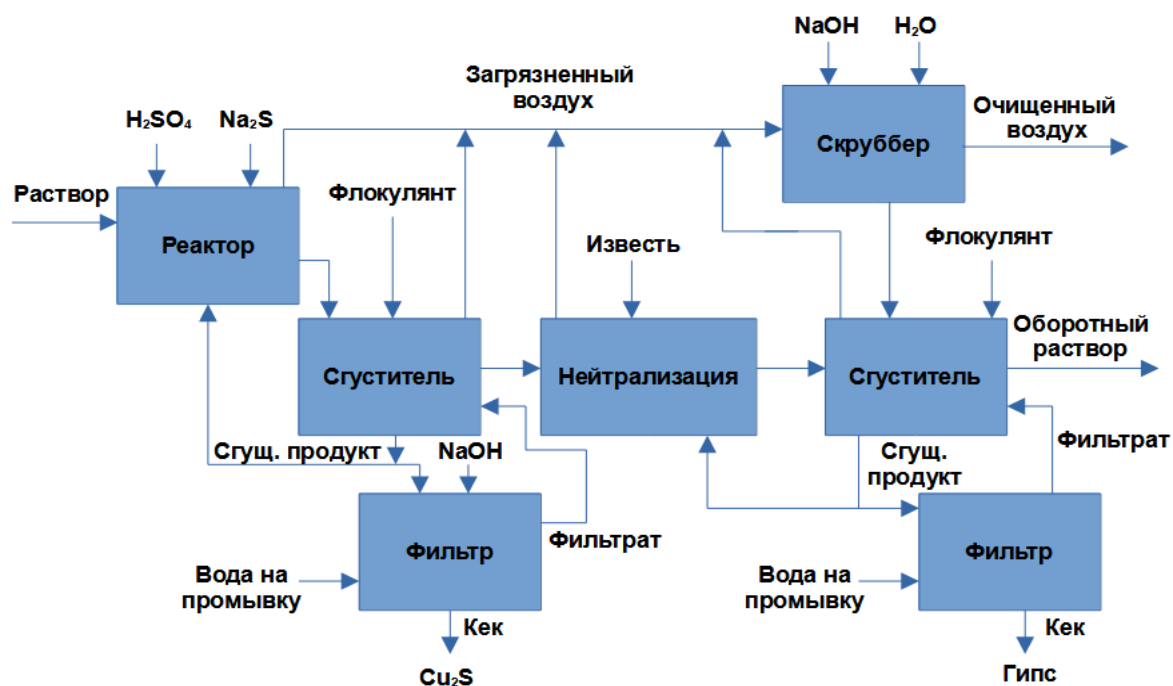 NaOH
H₂O
Загрязненный
воздух
H₂SO₄
Na₂S
Скруббер
Очищенный
воздух
Раствор
Реактор
Флокулянт
Известь
Флокулянт
Сгуститель
Нейтрализация
Сгуститель
Оборотный
раствор
Сгущ. продукт
NaOH
Сгущ.
продукт
Фильтрат
Фильтр
Фильтрат
Фильтр
Вода на
промывку
Вода на
промывку
Кек
Кек
Cu₂S
Гипс